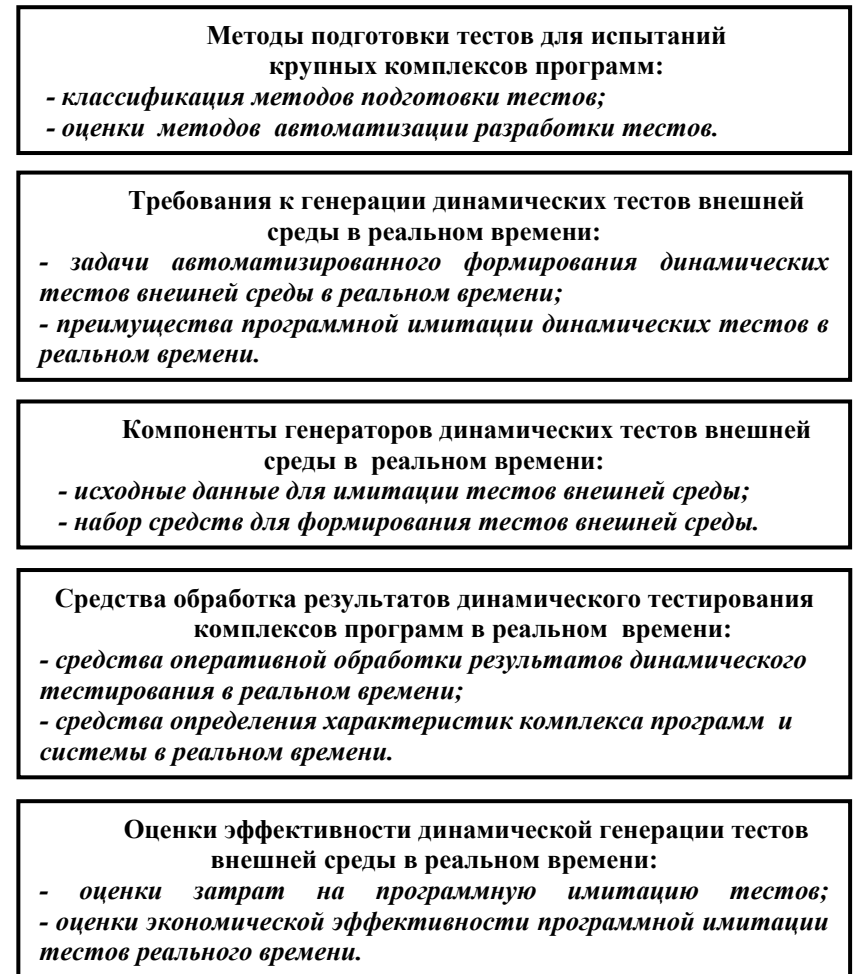 Методы подготовки тестов для испытаний
крупных комплексов программ:
- классификация методов подготовки тестов;
- оценки методов автоматизации разработки тестов.
Требования к генерации динамических тестов внешней
среды в реальном времени:
- задачи автоматизированного формирования динамических
тестов внешней среды в реальном времени;
- преимущества программной имитации динамических тестов в
реальном времени.
Компоненты генераторов динамических тестов внешней
среды в реальном времени:
- исходные данные для имитации тестов внешней среды;
- набор средств для формирования тестов внешней среды.
Средства обработка результатов динамического тестирования
комплексов программ в реальном времени:
- средства оперативной обработки результатов динамического
тестирования в реальном времени;
- средства определения характеристик комплекса программ и
системы в реальном времени.
Оценки эффективности динамической генерации тестов
внешней среды в реальном времени:
- оценки затрат на программную имитацию тестов;
- оценки экономической эффективности программной имитации
тестов реального времени.